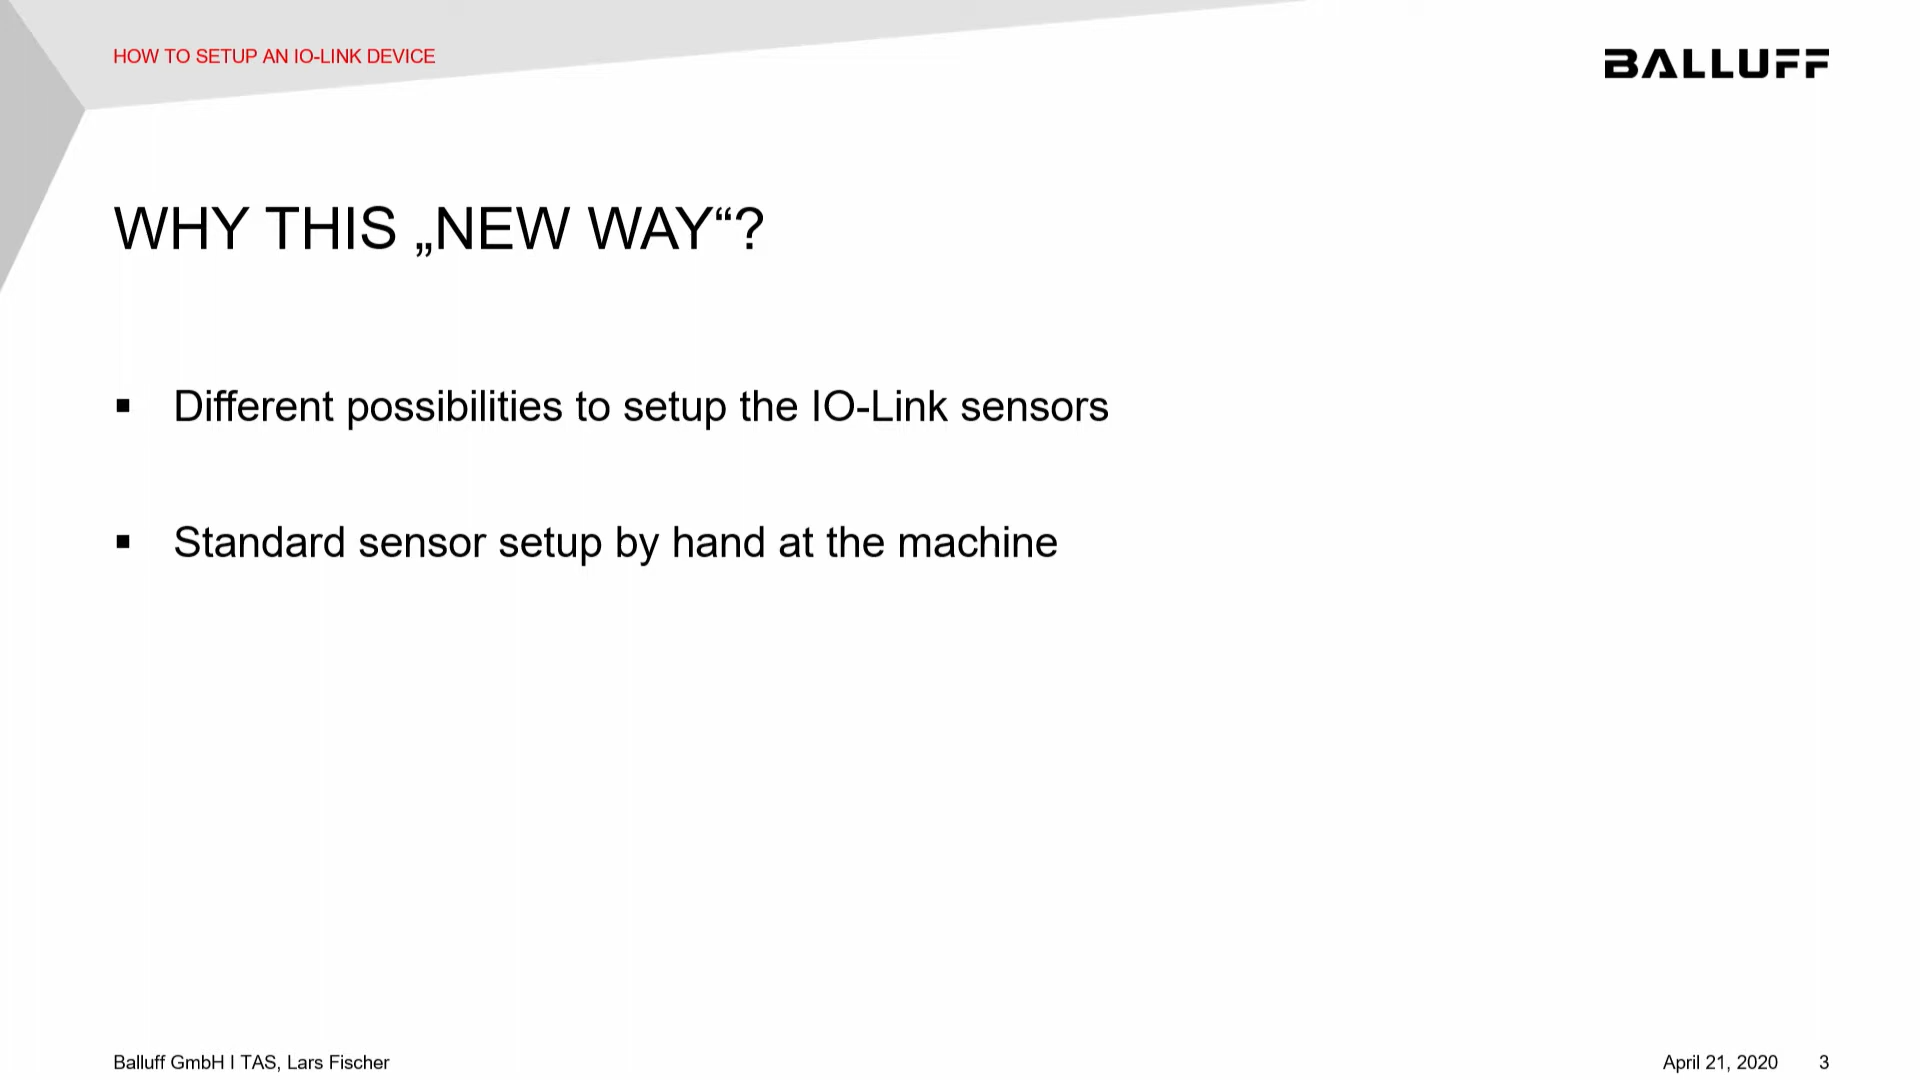 HOW TO SETUP AN IO-LINK DEVICE
BALLUFF
WHY THIS „NEW WAY“?
▪ Different possibilities to setup the IO-Link sensors
▪ Standard sensor setup by hand at the machine
Balluff GmbH I TAS, Lars Fischer
April 21, 2020 3